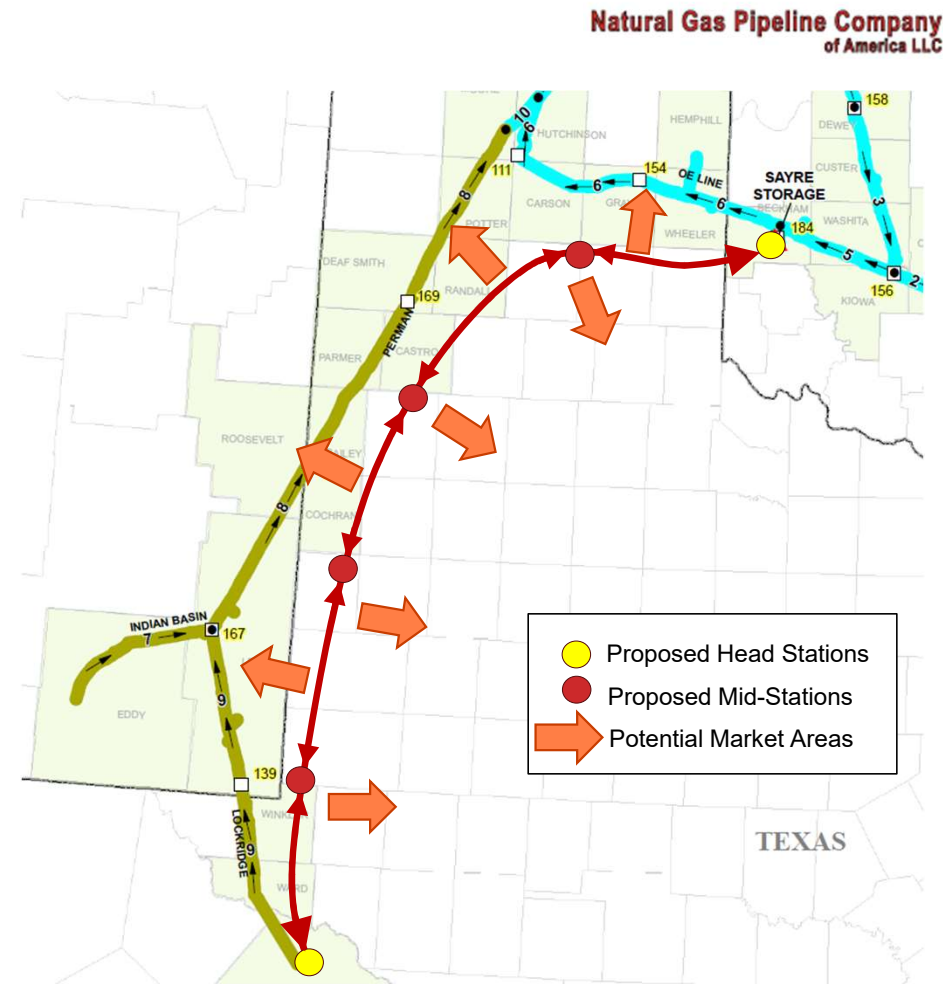 Natural Gas Pipeline Company
of America LLC
158
10
6
HUTCHINSON
HEMPHILL
DEWEY
111
154
OE LINE
SAYRE
STORAGE
CUSTER
8
6
CARSON
6
BECKHAM
3
POTTER
WHEELER
184
WASHITA
5
DEAF SMITH
156
2
KIOWA
RANDALL
169
PERMIAN
PARMER
CASTRO
ROOSEVELT
8
COCHRAN
INDIAN BASIN
7
167
Proposed Head Stations
9
Proposed Mid-Stations
EDDY
Potential Market Areas
139
LOCKRIDGE
9
TEXAS
WARD